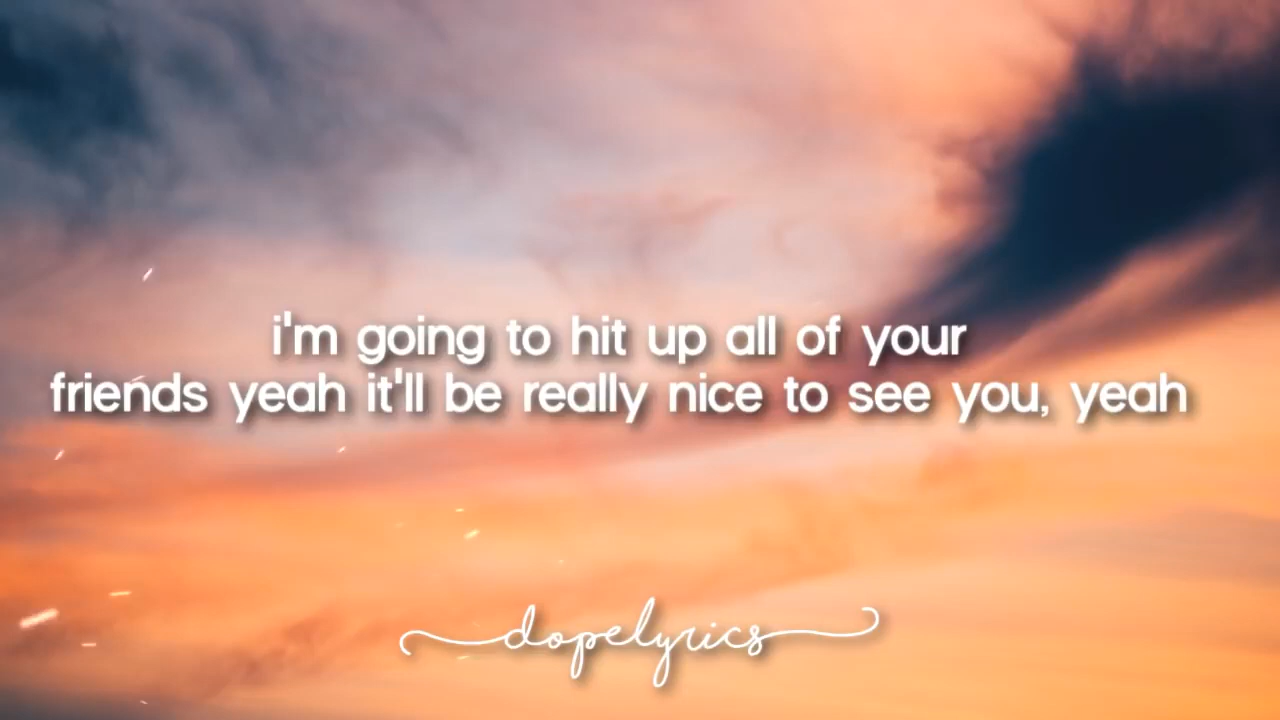 i'm going to hit up all of your
friends yeah it'll be really nice to see you, yeah
dopelyrics